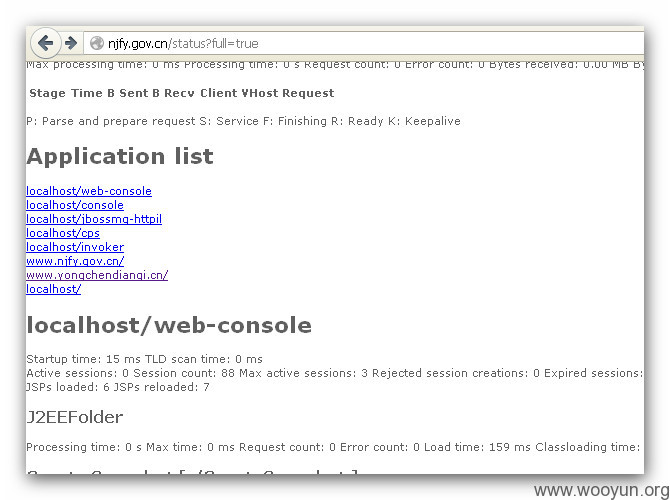 njfy.gov.cn/status?full=true
Max processing time: 0 ms Processing time: 0 s Request count: 0 Error count: 0 Bytes received: 0.00 MB By
Stage Time B Sent B Recv Client VHost Request
P: Parse and prepare request S: Service F: Finishing R: Ready K: Keepalive
Application list
localhost/web-console
localhost/console
localhost/jbossmq-httpil
localhost/cps
localhost/invoker
www.njfy.gov.cn/
www.yongchendianqi.cn/
localhost/
localhost/web-console
Startup time: 15 ms TLD scan time: 0 ms
Active sessions: 0 Session count: 88 Max active sessions: 3 Rejected session creations: 0 Expired sessions:
JSPs loaded: 6 JSPs reloaded: 7
J2EEFolder
Processing time: 0 s Max time: 0 ms Request count: 0 Error count: 0 Load time: 159 ms Classloading time:
www.wooyun.org